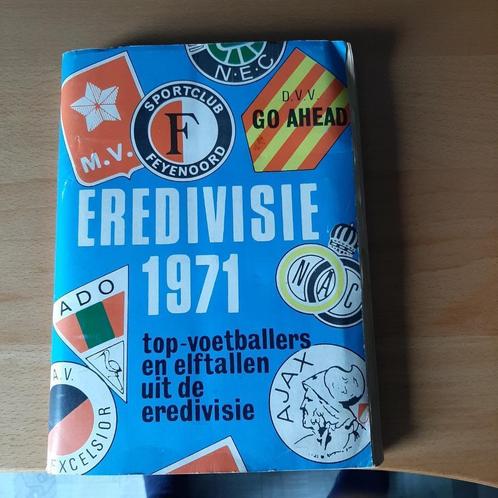 N.E.C
M.V.
SPORTCLUB
F
FEYENOORD
D.V.V
GO AHEAD
EREDIVISIE
1971
NAC
ADO
top-voetballers
en elftallen
uit de
eredivisie
A.V.
EXCELSIOR
AJAX